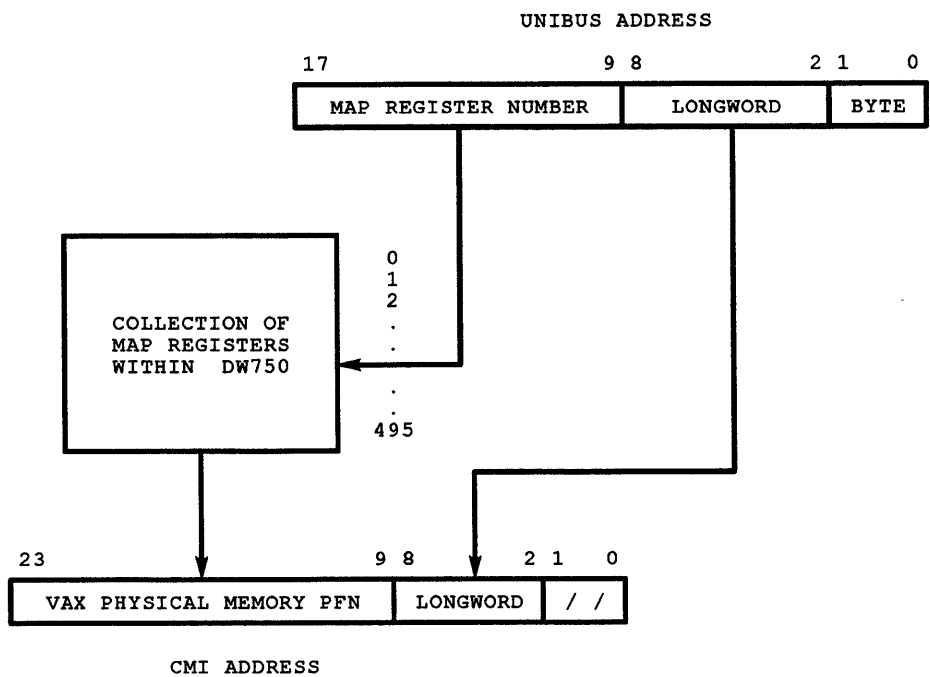 UNIBUS ADDRESS
17 9 8 2 1 0
MAP REGISTER NUMBER LONGWORD BYTE
0
1
2
.
.
COLLECTION OF
MAP REGISTERS
WITHIN DW750
.
.
495
23 9 8 2 1 0
VAX PHYSICAL MEMORY PFN LONGWORD / /
CMI ADDRESS